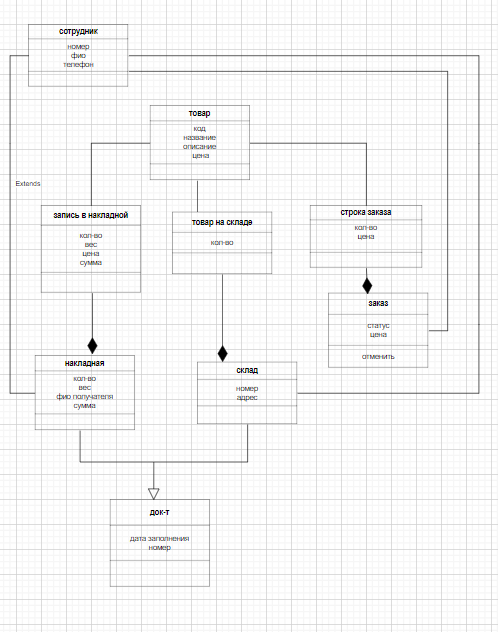 сотрудник
номер
фио
телефон
товар
код
название
описание
цена
Extends
запись в накладной
кол-во
вес
цена
сумма
товар на складе
кол-во
строка заказа
кол-во
цена
заказ
статус
цена
отменить
накладная
кол-во
вес
фио получателя
сумма
склад
номер
адрес
док-т
дата заполнения
номер